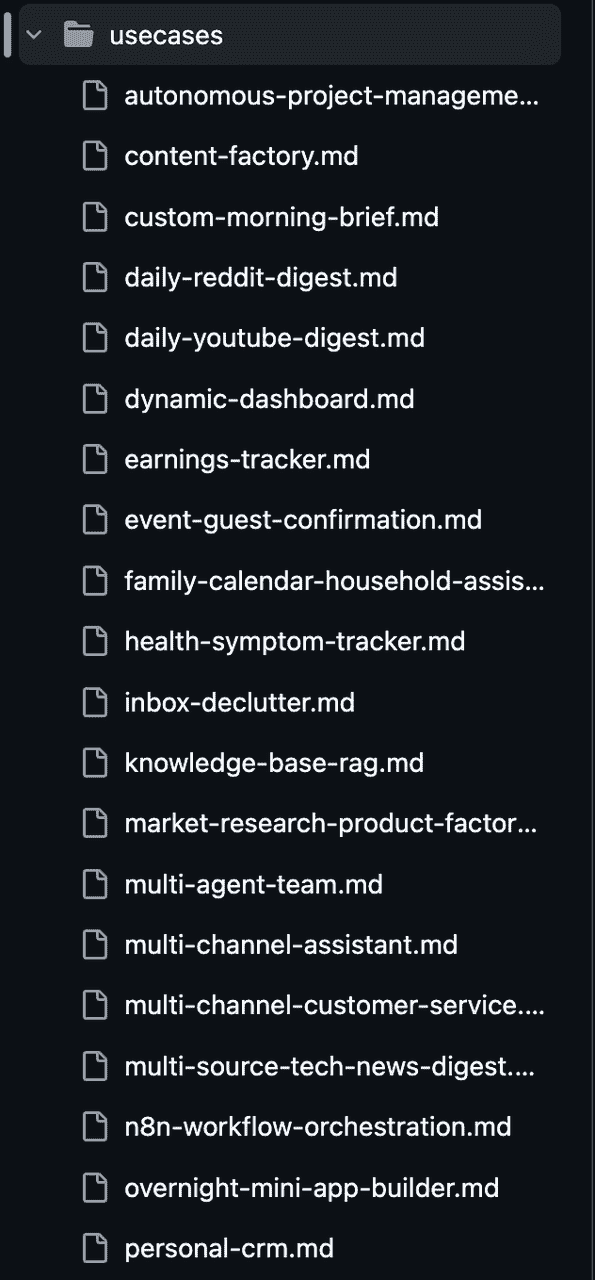 usecases
autonomous-project-manageme...
content-factory.md
custom-morning-brief.md
daily-reddit-digest.md
daily-youtube-digest.md
dynamic-dashboard.md
earnings-tracker.md
event-guest-confirmation.md
family-calendar-household-assis...
health-symptom-tracker.md
inbox-declutter.md
knowledge-base-rag.md
market-research-product-factor...
multi-agent-team.md
multi-channel-assistant.md
multi-channel-customer-service....
multi-source-tech-news-digest....
n8n-workflow-orchestration.md
overnight-mini-app-builder.md
personal-crm.md